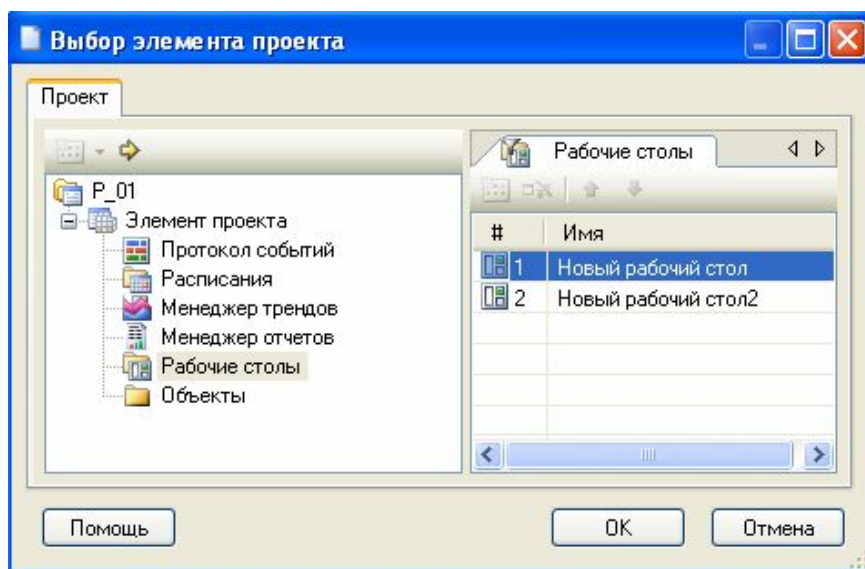 Выбор элемента проекта
Проект
P_01
Элемент проекта
Протокол событий
Расписания
Менеджер трендов
Менеджер отчетов
Рабочие столы
Объекты
Рабочие столы
# Имя
1 Новый рабочий стол
2 Новый рабочий стол2
Помощь
OK
Отмена